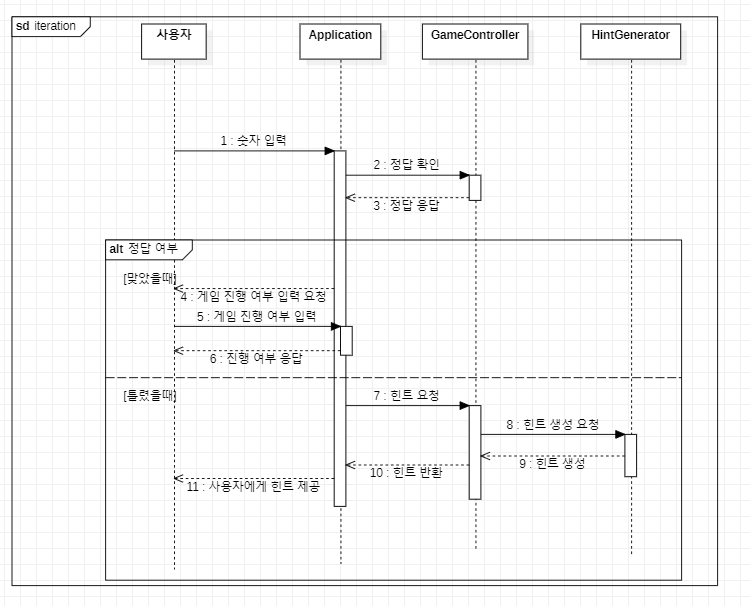 sd iteration
사용자
Application
GameController
HintGenerator
1 : 숫자 입력
2 : 정답 확인
3 : 정답 응답
alt 정답 여부
[맞았을때]
4 : 게임 진행 여부 입력 요청
5 : 게임 진행 여부 입력
6 : 진행 여부 응답
[틀렸을때]
7 : 힌트 요청
8 : 힌트 생성 요청
9 : 힌트 생성
10 : 힌트 반환
11 : 사용자에게 힌트 제공